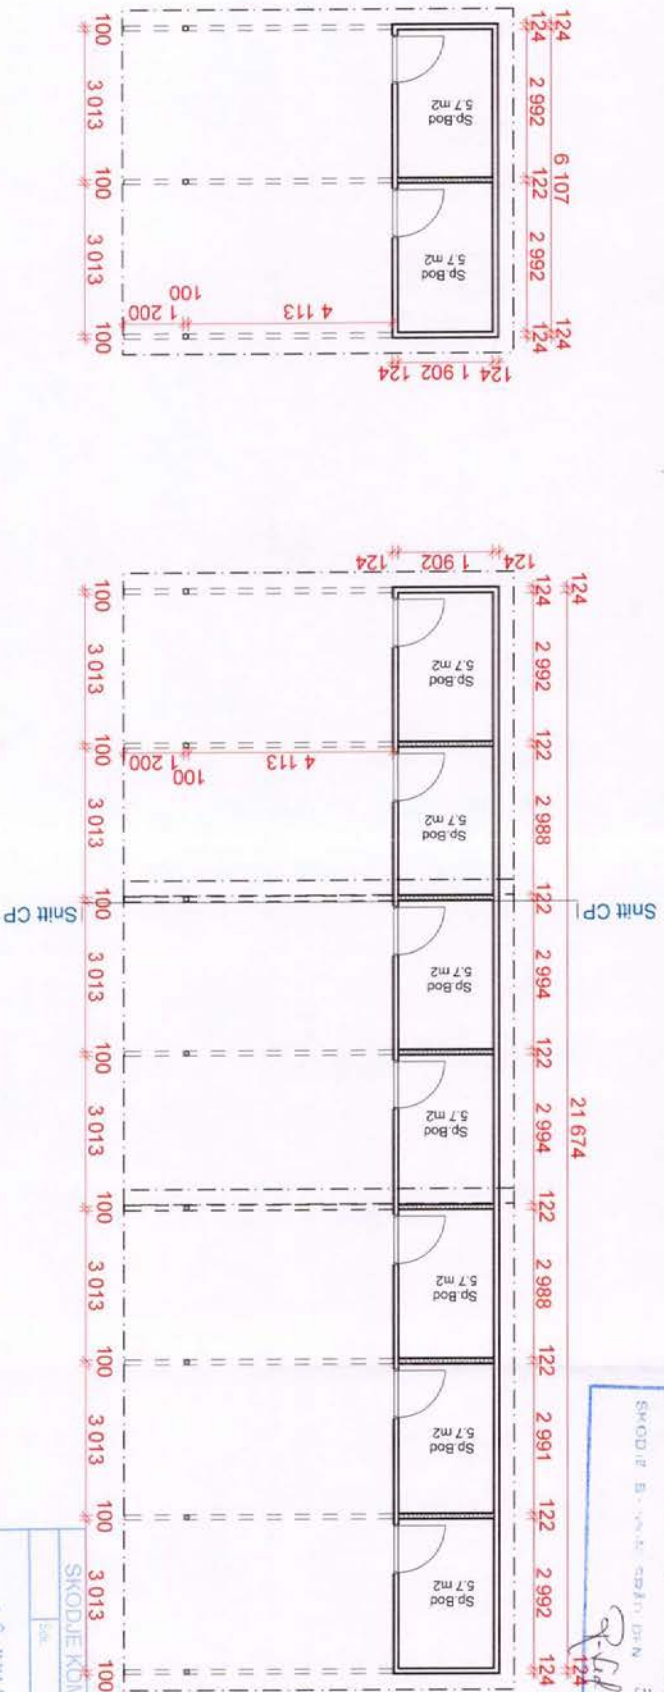 100 3 013 100 3 013 100
1 200 100 4 113
Sp.Bod
5.7 m2
Sp.Bod
5.7 m2
124 2 992 122 2 992 124
124 6 107 124
124 1 902 124
124 1 902 124
100 3 013 100 3 013 100 3 013 100 3 013 100 3 013 100 3 013 100 3 013 100
1 200 100 4 113
Snitt CP
Snitt CP
Sp.Bod
5.7 m2
Sp.Bod
5.7 m2
Sp.Bod
5.7 m2
Sp.Bod
5.7 m2
Sp.Bod
5.7 m2
Sp.Bod
5.7 m2
Sp.Bod
5.7 m2
124 2 992 122 2 988 122 2 994 122 2 994 122 2 988 122 2 991 122 2 992 124
124 21 674 124
SKODJE
SKODJE KOM